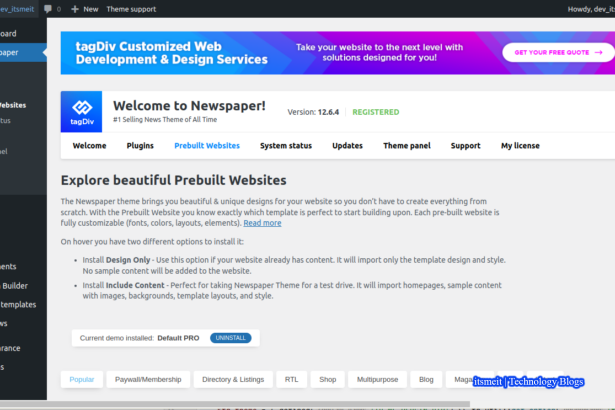 dev_itsmeit 0 + New Theme support Howdy, dev_its
tagDiv Customized Web
Development & Design Services
Take your website to the next level with
solutions designed for you!
GET YOUR FREE QUOTE →
tagDiv
Welcome to Newspaper!
#1 Selling News Theme of All Time
Version: 12.6.4 | REGISTERED
Welcome Plugins Prebuilt Websites System status Updates Theme panel Support My license
Explore beautiful Prebuilt Websites
The Newspaper theme brings you beautiful & unique designs for your website so you don't have to create everything from
scratch. With the Prebuilt Website you know exactly which template is perfect to start building upon. Each pre-built website is
fully customizable (fonts, colors, layouts, elements). Read more
On hover you have two different options to install it:
• Install Design Only - Use this option if your website already has content. It will import only the template design and style.
No sample content will be added to the website.
• Install Include Content - Perfect for taking Newspaper Theme for a test drive. It will import homepages, sample content
with images, backgrounds, template layouts, and style.
Current demo installed: Default PRO UNINSTALL
Popular Paywall/Membership Directory & Listings RTL Shop Multipurpose Blog Maga
itsmeit | Technology Blogs
oard
paper
Websites
tus
nel
ents
Builder
templates
ws
arance
s